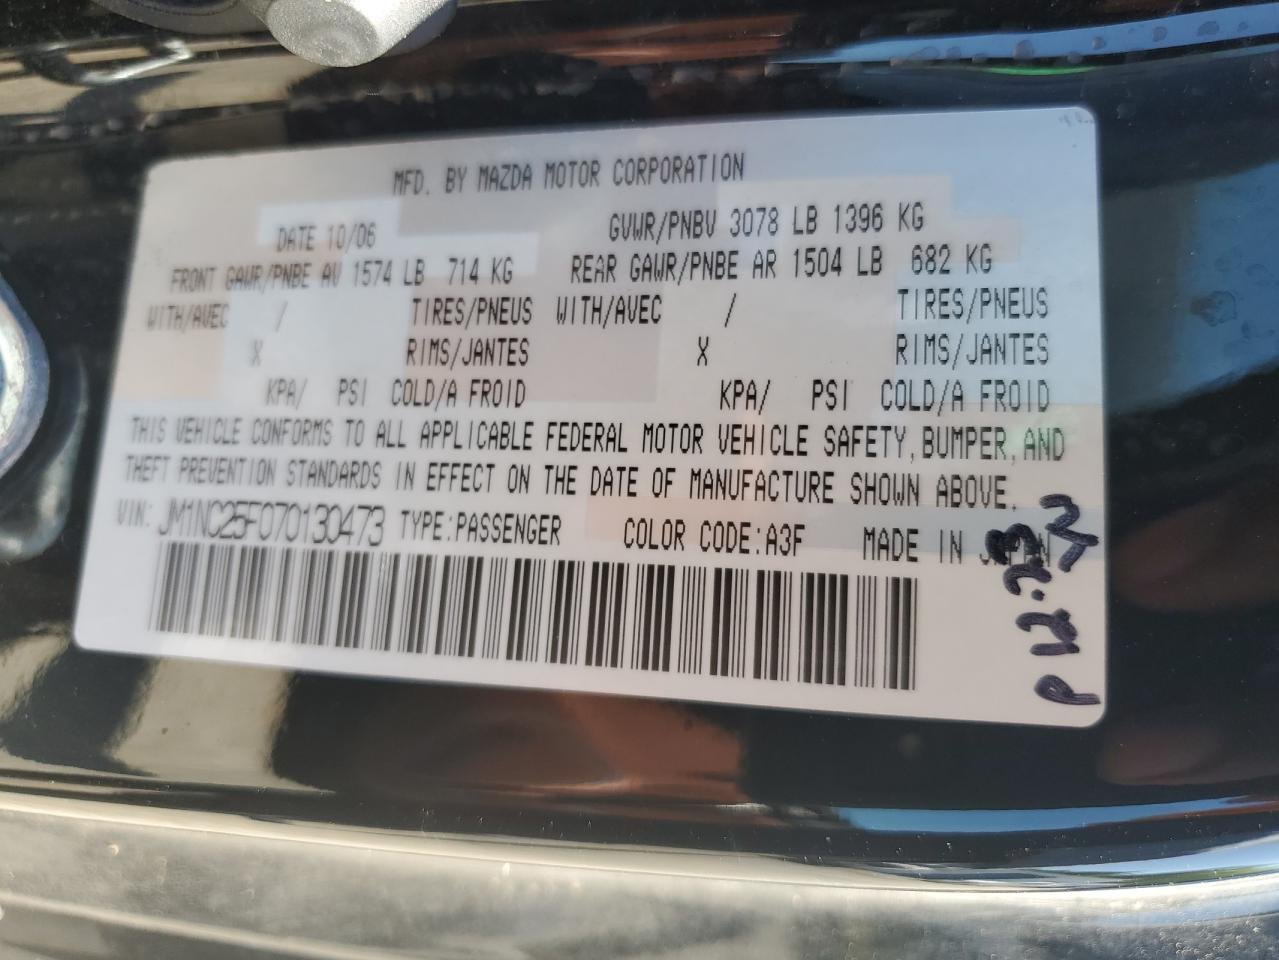 MFD. BY MAZDA MOTOR CORPORATION
DATE 10/06 GVWR/PNBV 3078 LB 1396 KG
FRONT GAWR/PNBE AV 1574 LB 714 KG REAR GAWR/PNBE AR 1504 LB 682 KG
WITH/AVEC / TIRES/PNEUS WITH/AVEC / TIRES/PNEUS
X RIMS/JANTES X RIMS/JANTES
KPA/ PSI COLD/A FROID KPA/ PSI COLD/A FROID
THIS VEHICLE CONFORMS TO ALL APPLICABLE FEDERAL MOTOR VEHICLE SAFETY, BUMPER, AND
THEFT PREVENTION STANDARDS IN EFFECT ON THE DATE OF MANUFACTURE SHOWN ABOVE.
VIN: JM1NC25F070130473 TYPE:PASSENGER COLOR CODE:A3F MADE IN JAPAN